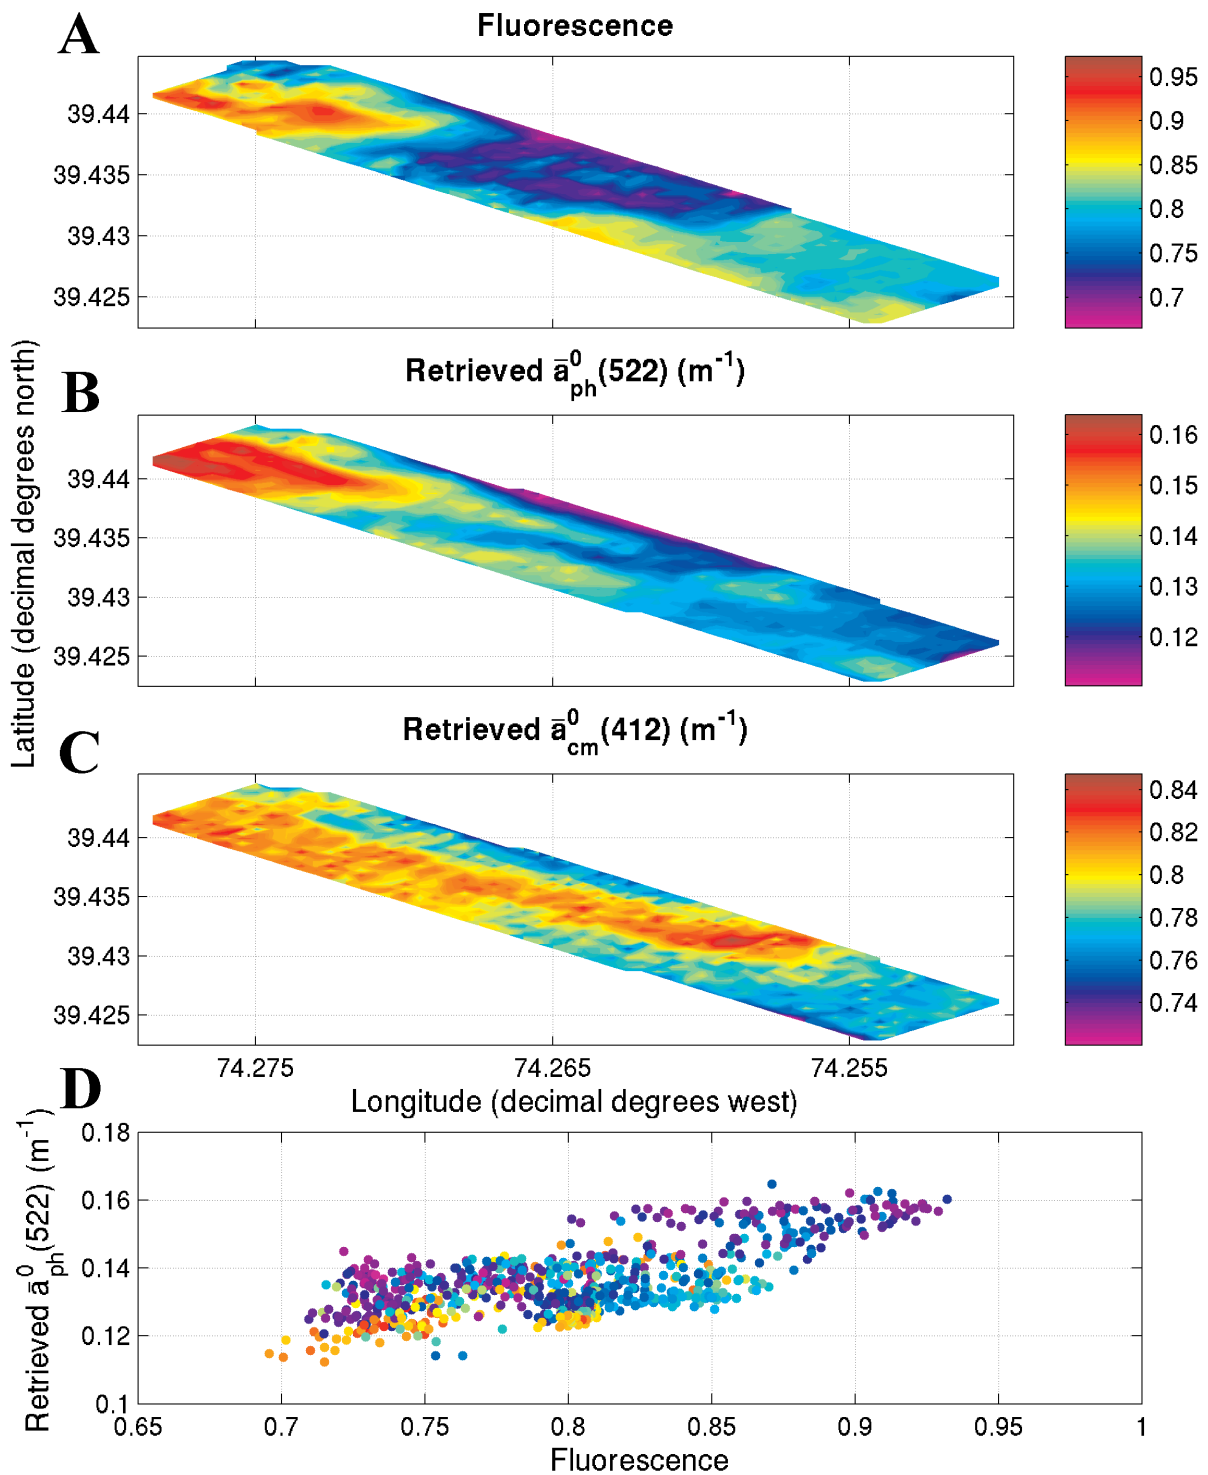 A
Fluorescence
39.44
39.435
39.43
39.425
0.95
0.9
0.85
0.8
0.75
0.7
Latitude (decimal degrees north)
B
Retrieved a̅⁰ph(522) (m⁻¹)
39.44
39.435
39.43
39.425
0.16
0.15
0.14
0.13
0.12
C
Retrieved a̅⁰cm(412) (m⁻¹)
39.44
39.435
39.43
39.425
0.84
0.82
0.8
0.78
0.76
0.74
74.275 74.265 74.255
Longitude (decimal degrees west)
D
Retrieved a̅⁰ph(522) (m⁻¹)
0.18
0.16
0.14
0.12
0.1
0.65 0.7 0.75 0.8 0.85 0.9 0.95 1
Fluorescence